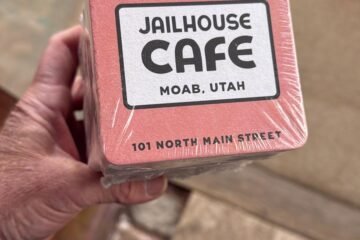 JAILHOUSE
CAFE
MOAB, UTAH
101 NORTH MAIN STREET